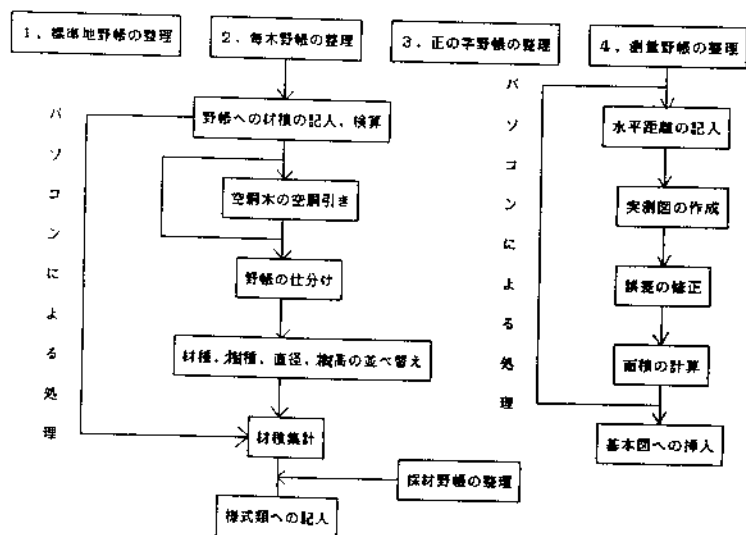 1、標準地野帳の整理
2、毎木野帳の整理
3、正の字野帳の整理
4、測量野帳の整理
パソコンによる処理
野帳への材積の記入、検算
空胴木の空胴引き
野帳の仕分け
材種、樹種、直径、樹高の並べ替え
材積集計
採材野帳の整理
様式類への記入
パソコンによる処理
水平距離の記入
実測図の作成
誤差の修正
面積の計算
基本図への挿入